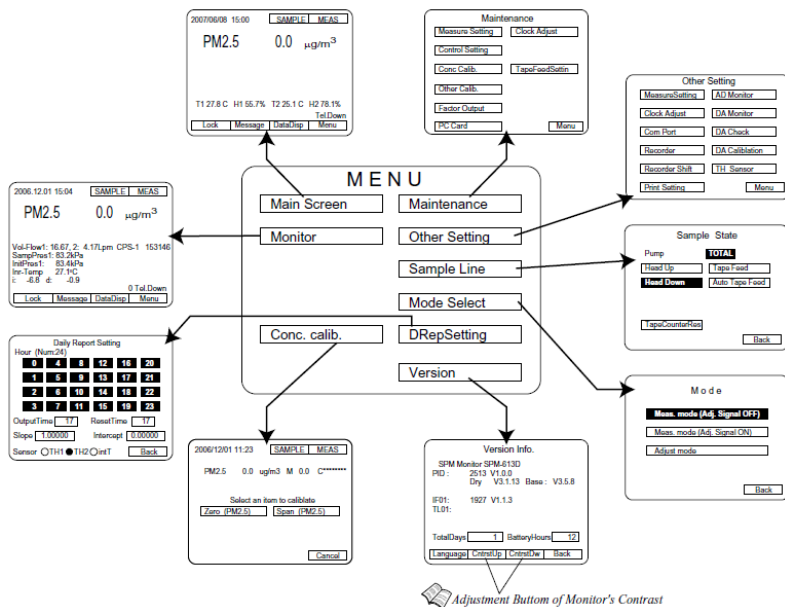 2007/06/08 15:00 SAMPLE MEAS
PM2.5 0.0 µg/m3
T1 27.8 C H1 55.7% T2 25.1 C H2 78.1%
Tel.Down
Lock Message DataDisp Menu
Maintenance
Measure Setting Clock Adjust
Control Setting
Conc Calib. TapeFeedSettin
Other Calib.
Factor Output
PC Card Menu
Other Setting
MeasureSetting AD Monitor
Clock Adjust DA Monitor
Com Port DA Check
Recorder DA Caliblation
Recorder Shift TH Sensor
Print Setting Menu
2006.12.01 15:04 SAMPLE MEAS
PM2.5 0.0 µg/m3
Vol-Flow1: 16.67, 2: 4.17Lpm CPS-1 153146
SampPres1: 83.2kPa
InitPres1: 83.4kPa
Inr-Temp 27.1°C
i: -6.8 d: -0.9
0 Tel.Down
Lock Message DataDisp Menu
MENU
Main Screen Maintenance
Monitor Other Setting
Sample Line
Mode Select
Conc. calib. DRepSetting
Version
Sample State
Pump TOTAL
Head Up Tape Feed
Head Down Auto Tape Feed
TapeCounterRes
Back
Daily Report Setting
Hour (Num:24)
0 4 8 12 16 20
1 5 9 13 17 21
2 6 10 14 18 22
3 7 11 15 19 23
OutputTime 17 ResetTime 17
Slope 1.00000 Intercept 0.00000
Sensor TH1 TH2 intT Back
2006/12/01 11:23 SAMPLE MEAS
PM2.5 0.0 ug/m3 M 0.0 C********
Select an item to caliblate
Zero (PM2.5) Span (PM2.5)
Cancel
Version Info.
SPM Monitor SPM-613D
PID : 2513 V1.0.0
Dry V3.1.13 Base : V3.5.8
IF01: 1927 V1.1.3
TL01:
TotalDays 1 BatteryHours 12
Language CntrstUp CntrstDw Back
Adjustment Buttom of Monitor's Contrast
Mode
Meas. mode (Adj. Signal OFF)
Meas. mode (Adj. Signal ON)
Adjust mode
Back